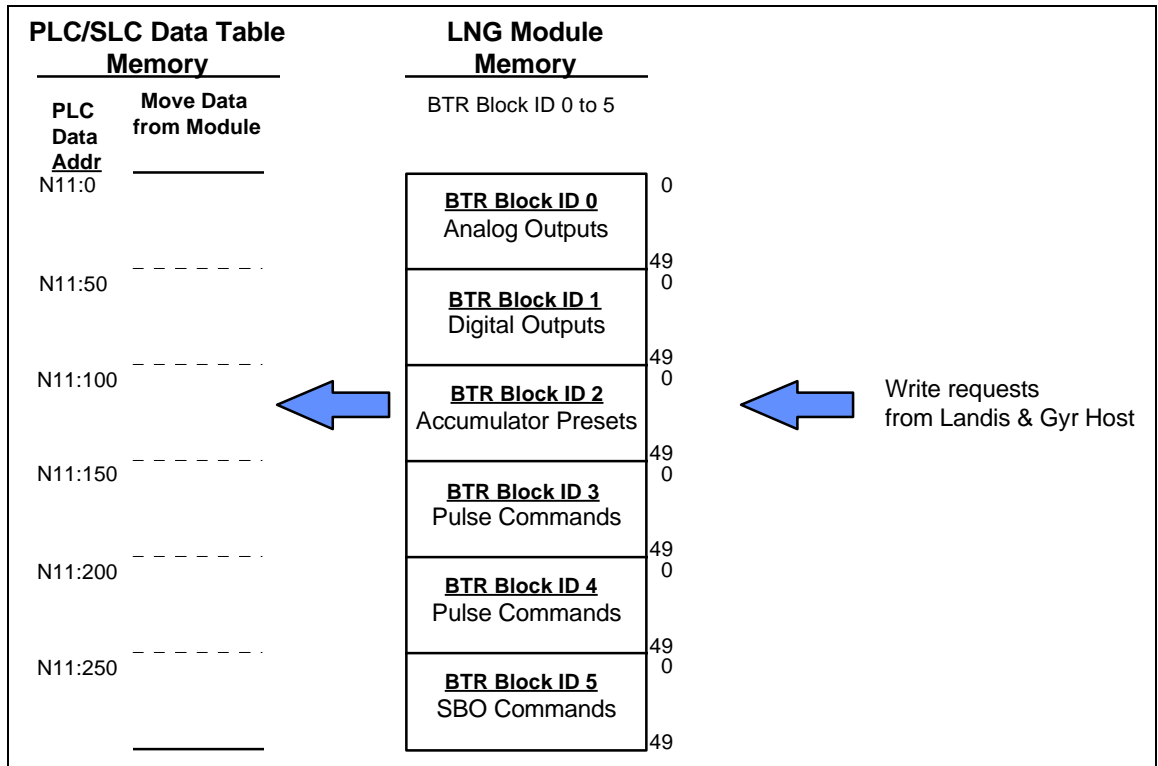 PLC/SLC Data Table
Memory
LNG Module
Memory
PLC
Data
Addr
Move Data
from Module
BTR Block ID 0 to 5
N11:0
0
BTR Block ID 0
Analog Outputs
49
N11:50
0
BTR Block ID 1
Digital Outputs
49
N11:100
0
BTR Block ID 2
Accumulator Presets
Write requests
from Landis & Gyr Host
49
N11:150
0
BTR Block ID 3
Pulse Commands
49
N11:200
0
BTR Block ID 4
Pulse Commands
49
N11:250
0
BTR Block ID 5
SBO Commands
49